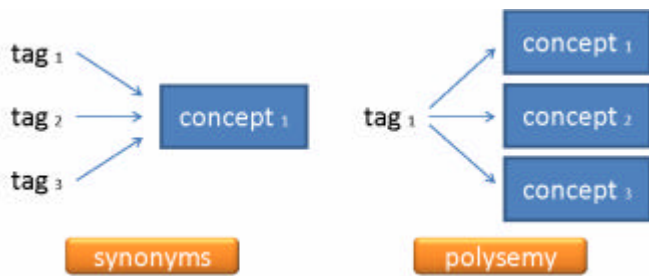 tag 1
tag 2
tag 3
concept 1
synonyms
tag 1
concept 1
concept 2
concept 3
polysemy